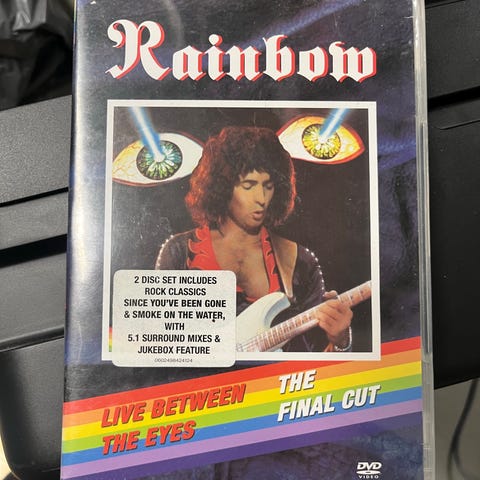 Rainbow
2 DISC SET INCLUDES
ROCK CLASSICS
SINCE YOU'VE BEEN GONE
& SMOKE ON THE WATER,
WITH
5.1 SURROUND MIXES &
JUKEBOX FEATURE
0602498424124
LIVE BETWEEN
THE EYES
THE
FINAL CUT
DVD
VIDEO